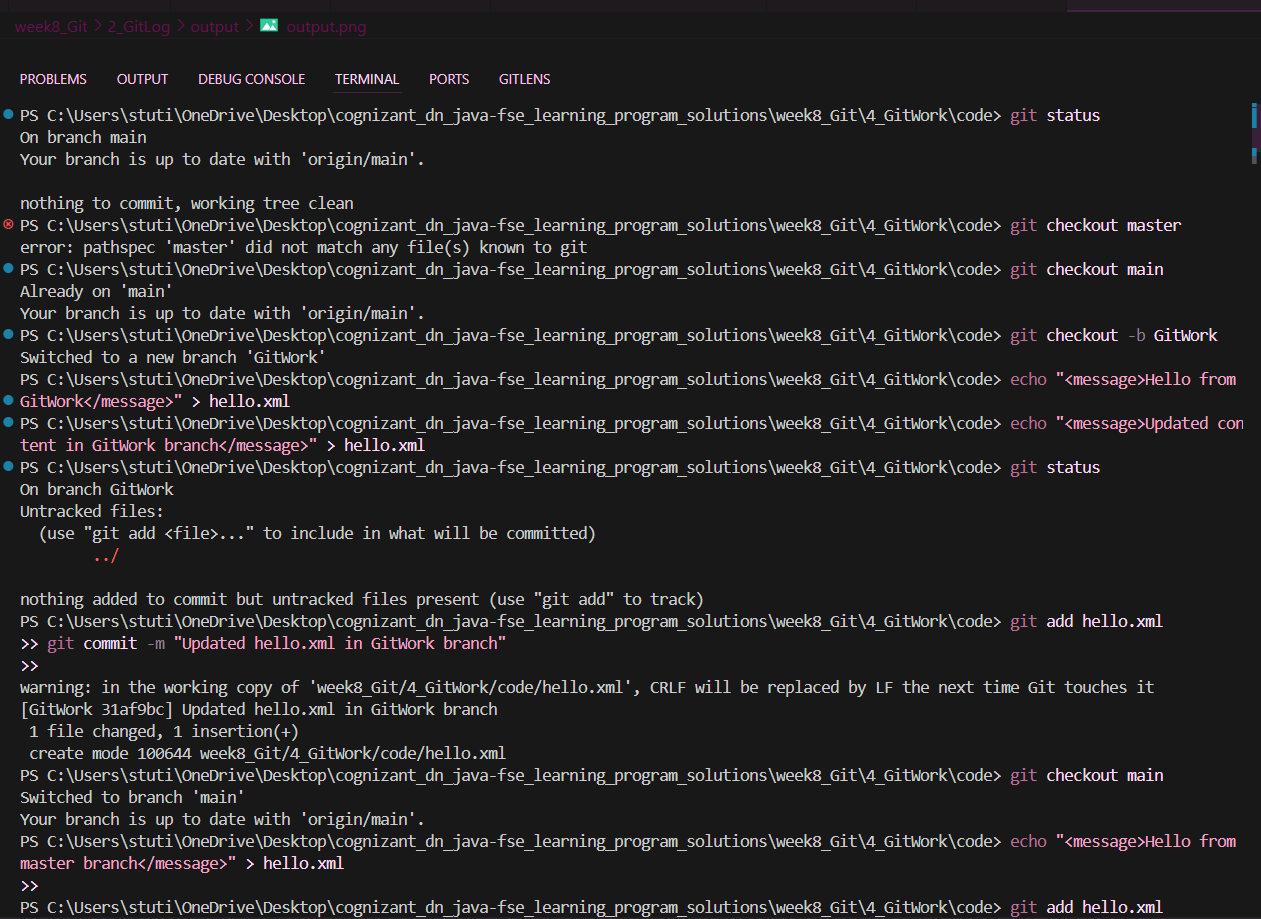 week8_Git > 2_GitLog > output > output.png
PROBLEMS OUTPUT DEBUG CONSOLE TERMINAL PORTS GITLENS
PS C:\Users\stuti\OneDrive\Desktop\cognizant_dn_java-fse_learning_program_solutions\week8_Git\4_GitWork\code> git status
On branch main
Your branch is up to date with 'origin/main'.
nothing to commit, working tree clean
PS C:\Users\stuti\OneDrive\Desktop\cognizant_dn_java-fse_learning_program_solutions\week8_Git\4_GitWork\code> git checkout master
error: pathspec 'master' did not match any file(s) known to git
PS C:\Users\stuti\OneDrive\Desktop\cognizant_dn_java-fse_learning_program_solutions\week8_Git\4_GitWork\code> git checkout main
Already on 'main'
Your branch is up to date with 'origin/main'.
PS C:\Users\stuti\OneDrive\Desktop\cognizant_dn_java-fse_learning_program_solutions\week8_Git\4_GitWork\code> git checkout -b GitWork
Switched to a new branch 'GitWork'
PS C:\Users\stuti\OneDrive\Desktop\cognizant_dn_java-fse_learning_program_solutions\week8_Git\4_GitWork\code> echo "<message>Hello from
GitWork</message>" > hello.xml
PS C:\Users\stuti\OneDrive\Desktop\cognizant_dn_java-fse_learning_program_solutions\week8_Git\4_GitWork\code> echo "<message>Updated con
tent in GitWork branch</message>" > hello.xml
PS C:\Users\stuti\OneDrive\Desktop\cognizant_dn_java-fse_learning_program_solutions\week8_Git\4_GitWork\code> git status
On branch GitWork
Untracked files:
(use "git add <file>..." to include in what will be committed)
../
nothing added to commit but untracked files present (use "git add" to track)
PS C:\Users\stuti\OneDrive\Desktop\cognizant_dn_java-fse_learning_program_solutions\week8_Git\4_GitWork\code> git add hello.xml
>> git commit -m "Updated hello.xml in GitWork branch"
>>
warning: in the working copy of 'week8_Git/4_GitWork/code/hello.xml', CRLF will be replaced by LF the next time Git touches it
[GitWork 31af9bc] Updated hello.xml in GitWork branch
1 file changed, 1 insertion(+)
create mode 100644 week8_Git/4_GitWork/code/hello.xml
PS C:\Users\stuti\OneDrive\Desktop\cognizant_dn_java-fse_learning_program_solutions\week8_Git\4_GitWork\code> git checkout main
Switched to branch 'main'
Your branch is up to date with 'origin/main'.
PS C:\Users\stuti\OneDrive\Desktop\cognizant_dn_java-fse_learning_program_solutions\week8_Git\4_GitWork\code> echo "<message>Hello from
master branch</message>" > hello.xml
>>
PS C:\Users\stuti\OneDrive\Desktop\cognizant_dn_java-fse_learning_program_solutions\week8_Git\4_GitWork\code> git add hello.xml